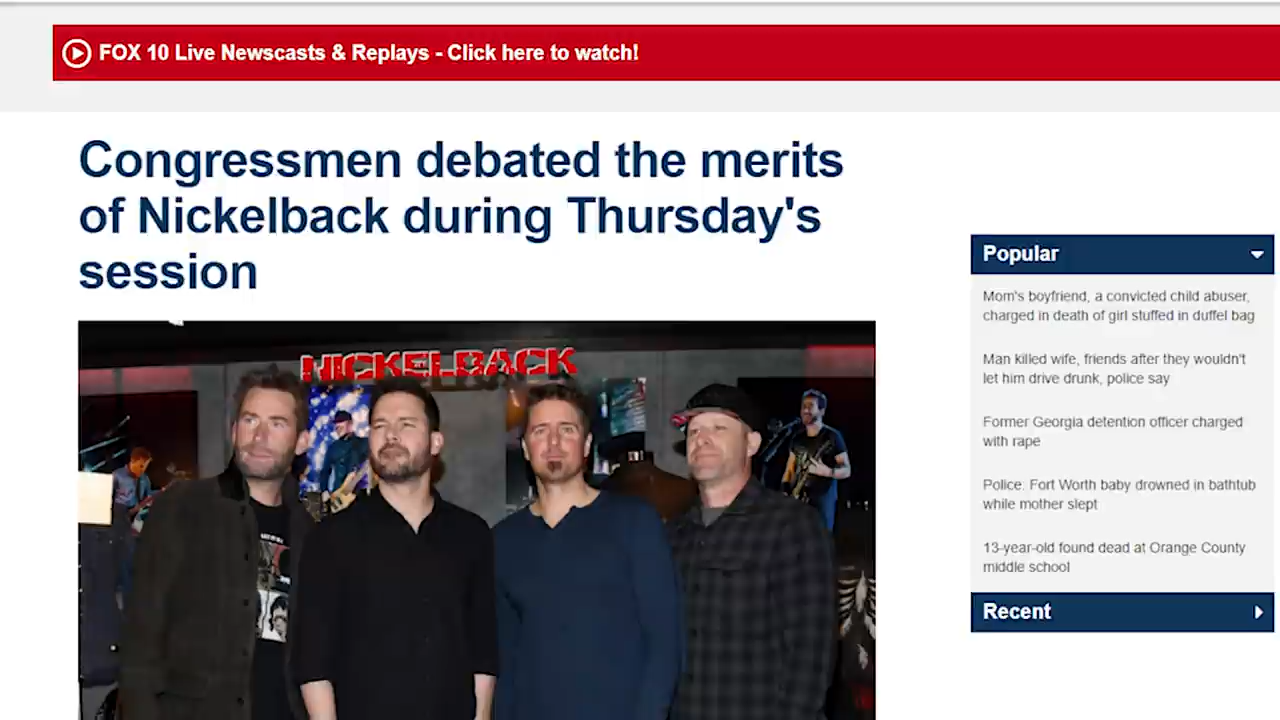 FOX 10 Live Newscasts & Replays - Click here to watch!
Congressmen debated the merits
of Nickelback during Thursday's
session
NICKELBACK
Popular
Mom's boyfriend, a convicted child abuser,
charged in death of girl stuffed in duffel bag
Man killed wife, friends after they wouldn't
let him drive drunk, police say
Former Georgia detention officer charged
with rape
Police: Fort Worth baby drowned in bathtub
while mother slept
13-year-old found dead at Orange County
middle school
Recent